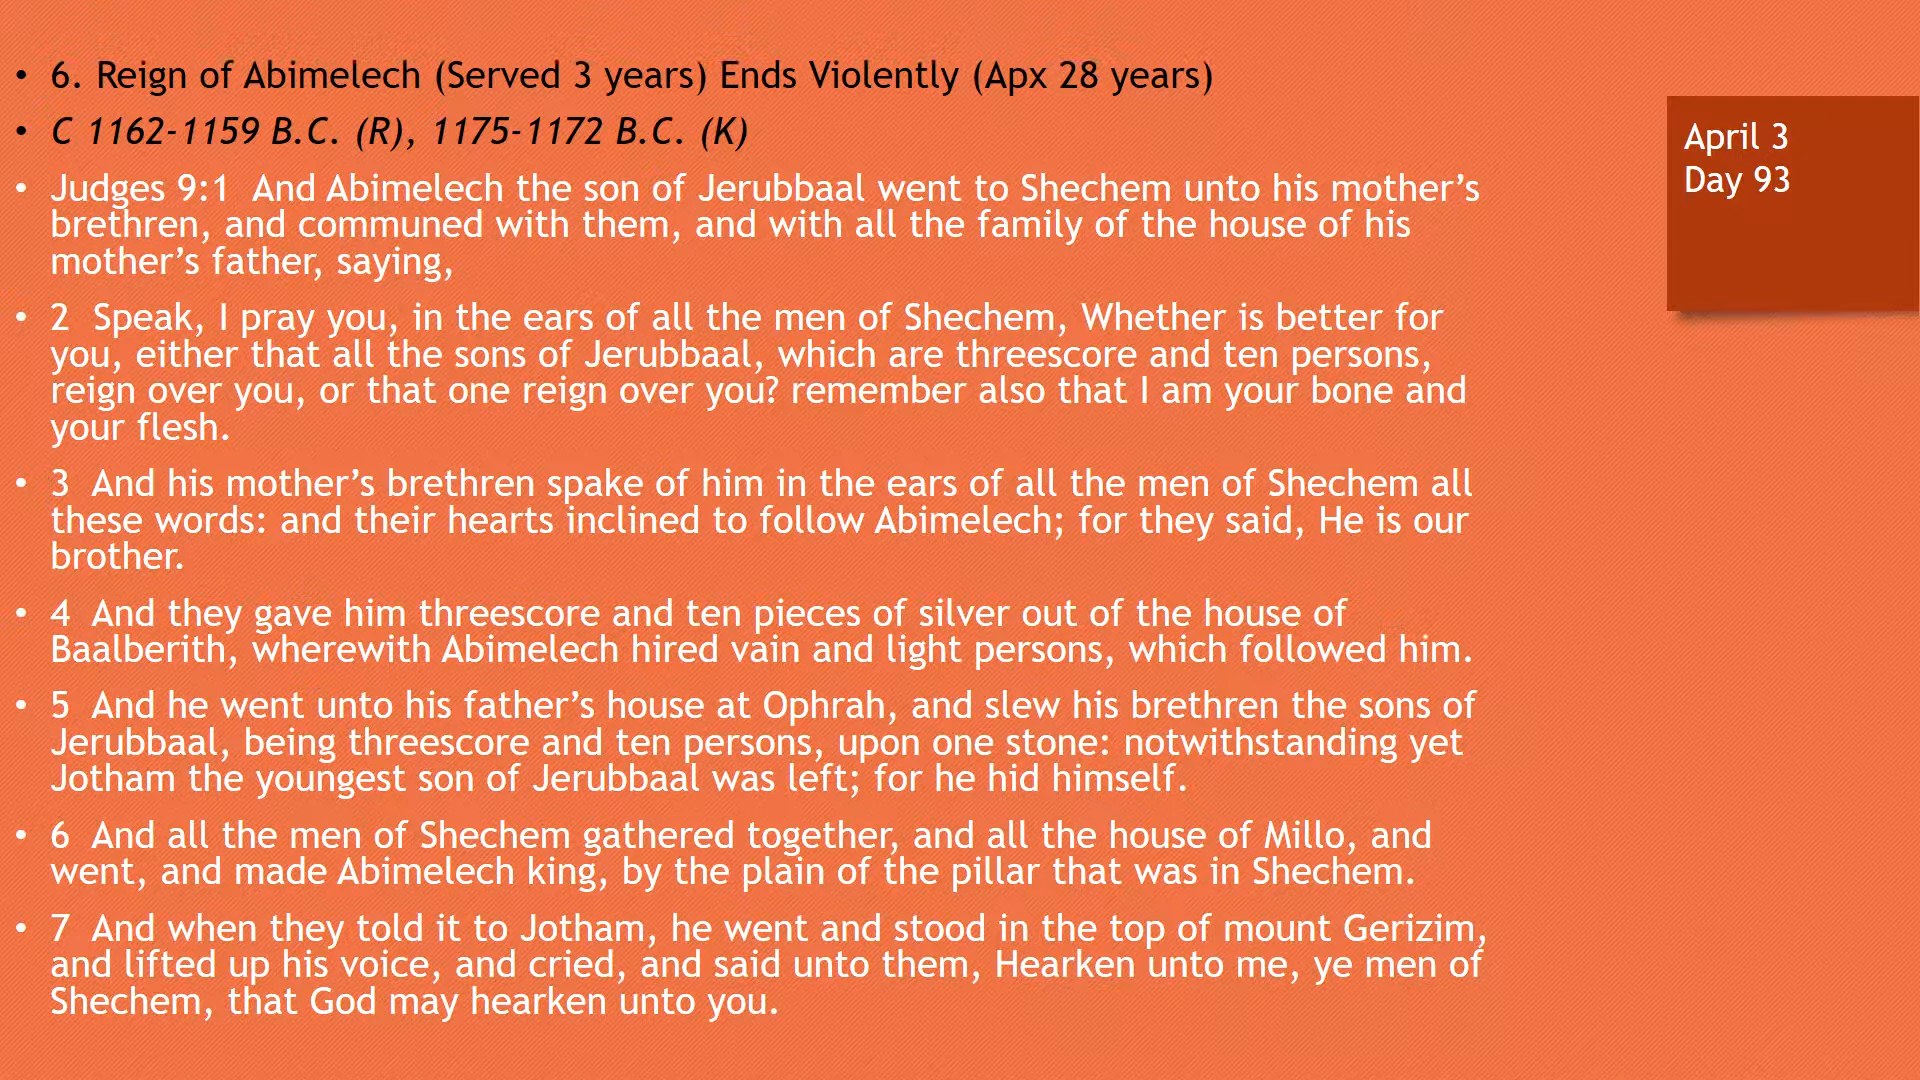 • 6. Reign of Abimelech (Served 3 years) Ends Violently (Apx 28 years)
• C 1162-1159 B.C. (R), 1175-1172 B.C. (K)
• Judges 9:1  And Abimelech the son of Jerubbaal went to Shechem unto his mother’s
brethren, and communed with them, and with all the family of the house of his
mother’s father, saying,
• 2  Speak, I pray you, in the ears of all the men of Shechem, Whether is better for
you, either that all the sons of Jerubbaal, which are threescore and ten persons,
reign over you, or that one reign over you? remember also that I am your bone and
your flesh.
• 3  And his mother’s brethren spake of him in the ears of all the men of Shechem all
these words: and their hearts inclined to follow Abimelech; for they said, He is our
brother.
• 4  And they gave him threescore and ten pieces of silver out of the house of
Baalberith, wherewith Abimelech hired vain and light persons, which followed him.
• 5  And he went unto his father’s house at Ophrah, and slew his brethren the sons of
Jerubbaal, being threescore and ten persons, upon one stone: notwithstanding yet
Jotham the youngest son of Jerubbaal was left; for he hid himself.
• 6  And all the men of Shechem gathered together, and all the house of Millo, and
went, and made Abimelech king, by the plain of the pillar that was in Shechem.
• 7  And when they told it to Jotham, he went and stood in the top of mount Gerizim,
and lifted up his voice, and cried, and said unto them, Hearken unto me, ye men of
Shechem, that God may hearken unto you.
April 3
Day 93